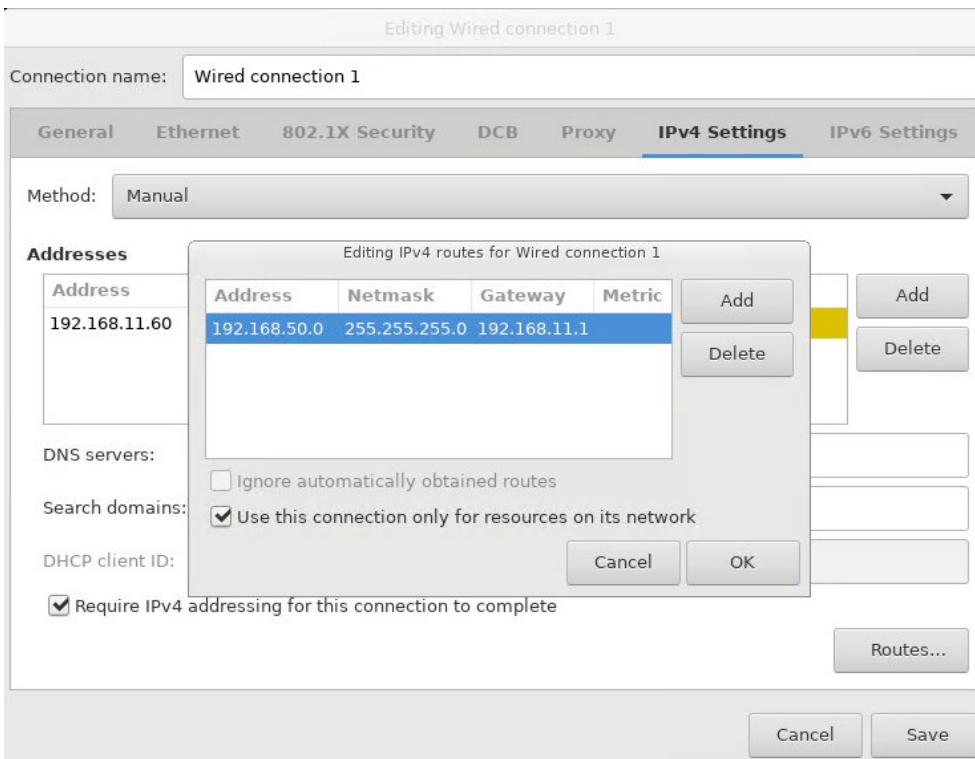 Editing Wired connection 1
Connection name: Wired connection 1
General Ethernet 802.1X Security DCB Proxy IPv4 Settings IPv6 Settings
Method: Manual
Addresses
Address
192.168.11.60
Add
Delete
Editing IPv4 routes for Wired connection 1
Address Netmask Gateway Metric
192.168.50.0 255.255.255.0 192.168.11.1
Add
Delete
Ignore automatically obtained routes
Use this connection only for resources on its network
Cancel OK
DNS servers:
Search domains:
DHCP client ID:
Require IPv4 addressing for this connection to complete
Routes...
Cancel Save